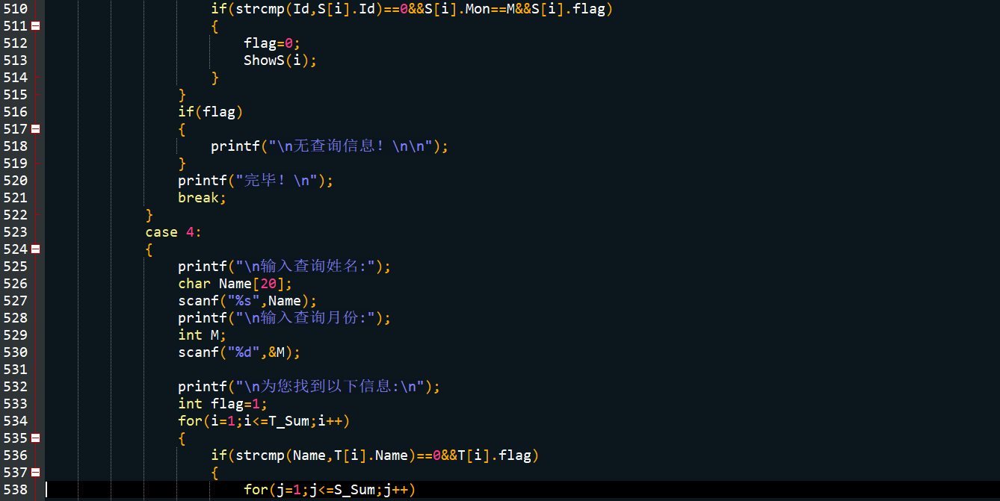 510 if(strcmp(Id,S[i].Id)==0&&S[i].Mon==M&&S[i].flag)
511 {
512 flag=0;
513 ShowS(i);
514 }
515 }
516 if(flag)
517 {
518 printf("\n无查询信息！\n\n");
519 }
520 printf("完毕！\n");
521 break;
522 }
523 case 4:
524 {
525 printf("\n输入查询姓名:");
526 char Name[20];
527 scanf("%s",Name);
528 printf("\n输入查询月份:");
529 int M;
530 scanf("%d",&M);
531
532 printf("\n为您找到以下信息:\n");
533 int flag=1;
534 for(i=1;i<=T_Sum;i++)
535 {
536 if(strcmp(Name,T[i].Name)==0&&T[i].flag)
537 {
538 for(j=1;j<=S_Sum;j++)